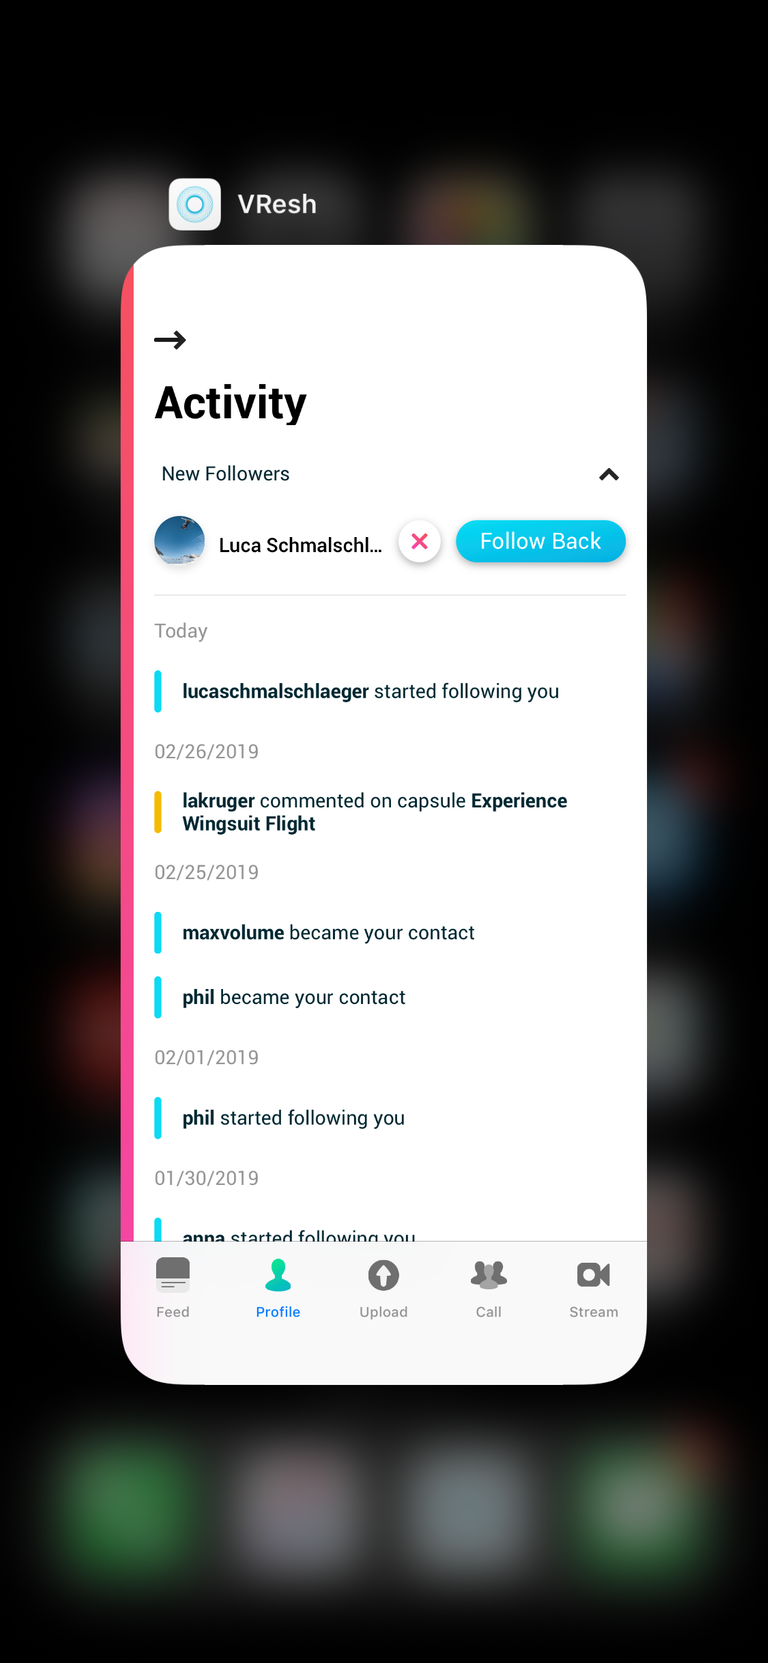 VResh
Activity
New Followers
Luca Schmalschl...
Follow Back
Today
lucaschmalschlaeger started following you
02/26/2019
lakruger commented on capsule Experience
Wingsuit Flight
02/25/2019
maxvolume became your contact
phil became your contact
02/01/2019
phil started following you
01/30/2019
anna started following you
Feed
Profile
Upload
Call
Stream